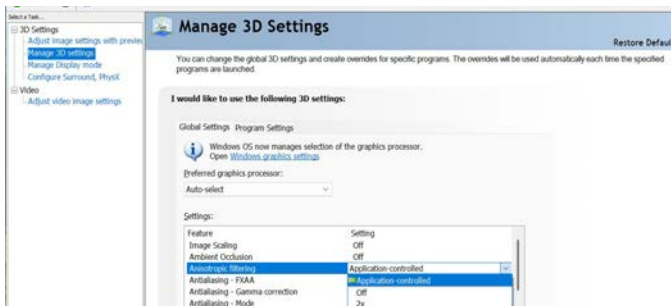 Select a Task...
3D Settings
Adjust image settings with preview
Manage 3D settings
Manage Display mode
Configure Surround, PhysX
Video
Adjust video image settings
Manage 3D Settings
Restore Defaul
You can change the global 3D settings and create overrides for specific programs. The overrides will be used automatically each time the specified
programs are launched.
I would like to use the following 3D settings:
Global Settings Program Settings
Windows OS now manages selection of the graphics processor.
Open Windows graphics settings
Preferred graphics processor:
Auto-select
Settings:
Feature Setting
Image Scaling Off
Ambient Occlusion Off
Anisotropic filtering Application-controlled
Antialiasing - FXAA Application-controlled
Antialiasing - Gamma correction Off
Antialiasing - Mode 2x